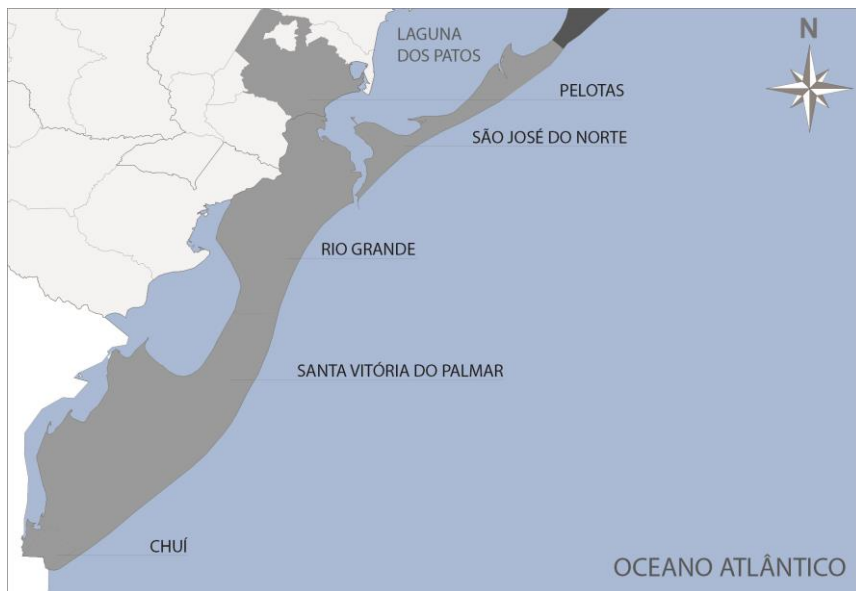 LAGUNA
DOS PATOS
N
PELOTAS
SÃO JOSÉ DO NORTE
RIO GRANDE
SANTA VITÓRIA DO PALMAR
CHUÍ
OCEANO ATLÂNTICO